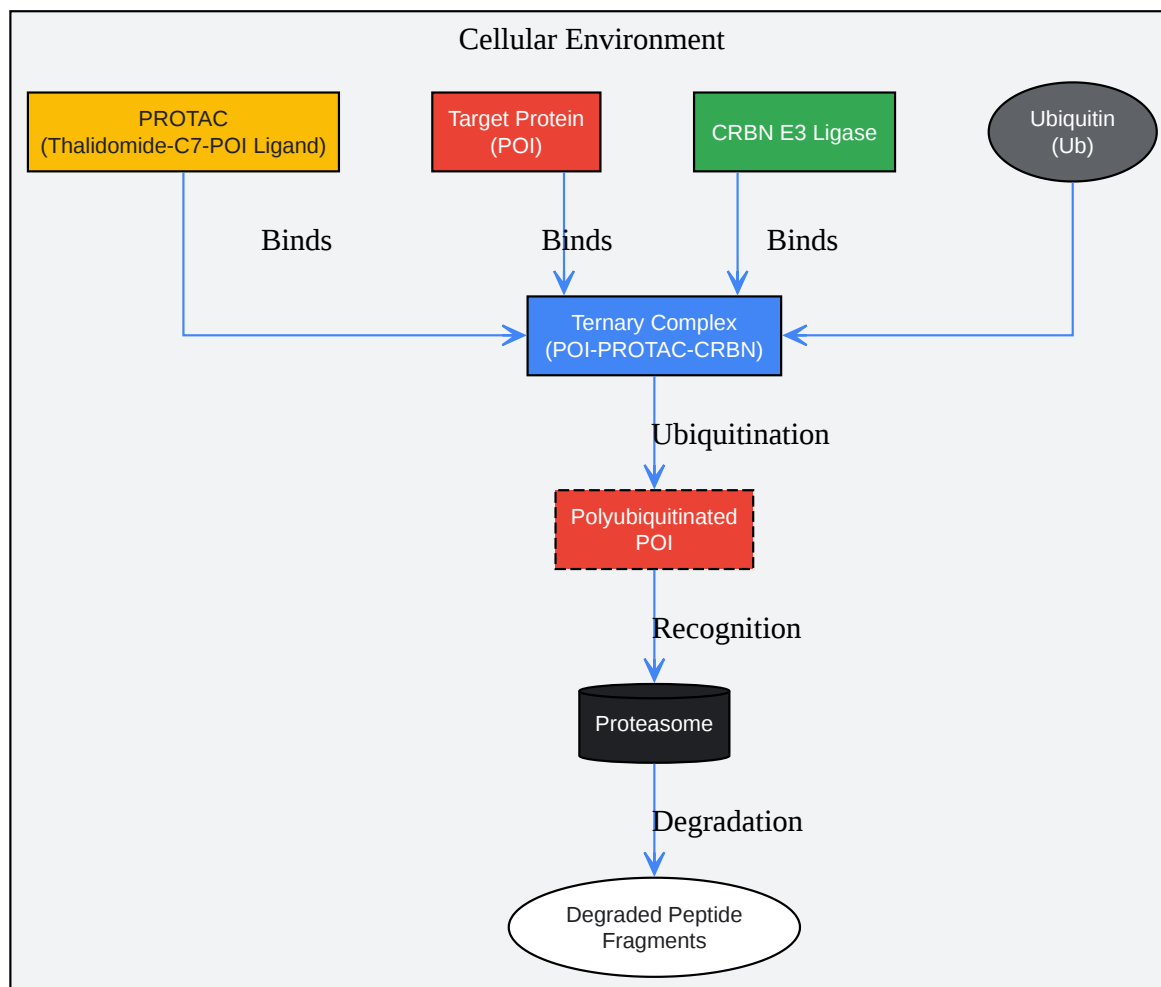 Cellular Environment
PROTAC
(Thalidomide-C7-POI Ligand)
Target Protein
(POI)
CRBN E3 Ligase
Ubiquitin
(Ub)
Binds
Binds
Binds
Ternary Complex
(POI-PROTAC-CRBN)
Ubiquitination
Polyubiquitinated
POI
Recognition
Proteasome
Degradation
Degraded Peptide
Fragments